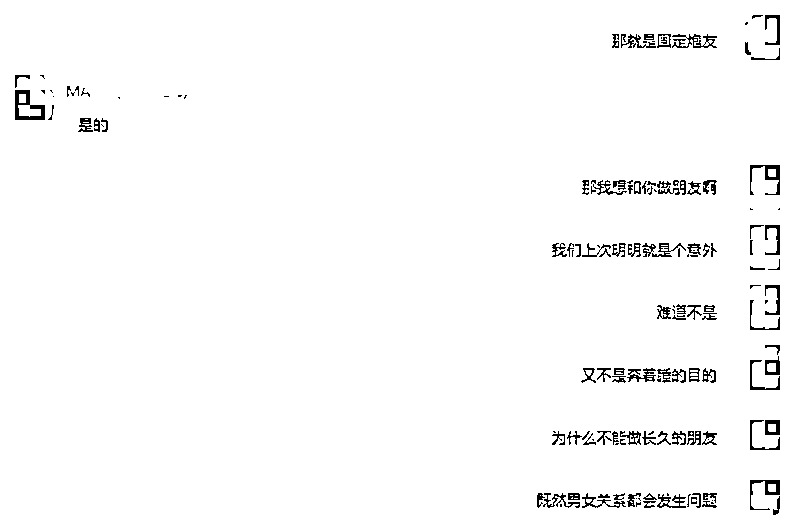 那就是固定炮友
MA
是的
那我想和你做朋友啊
我们上次明明就是个意外
难道不是
又不是奔着睡的目的
为什么不能做长久的朋友
既然男女关系都会发生问题